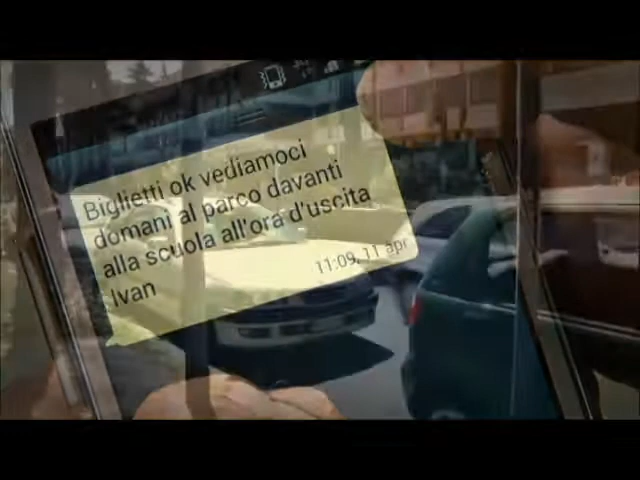 Biglietti ok vediamoci
domani al parco davanti
alla scuola all'ora d'uscita
Ivan
11:09, 11 apr